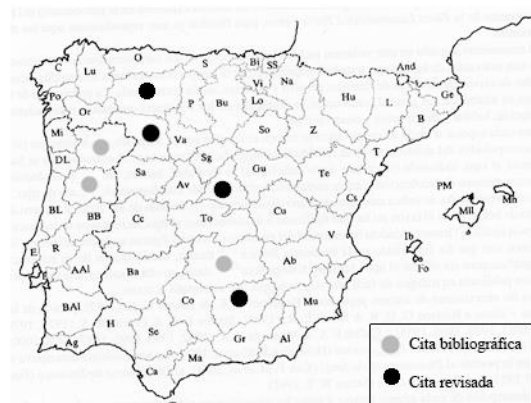 O S Bi SS
C Lu Vi Na And
Po Or P Bu Lo Hu L Ge
B
Mi Va So Z T
DL Sa Sg Gu Te
Av
BL BB Cc To Cu Cs PM Mll Mn
E R V Ib
AAl Ba Ab Fo
A
BAl Co Mu
H Se Gr Al
Ag Ma
Ca
Cita bibliográfica
Cita revisada